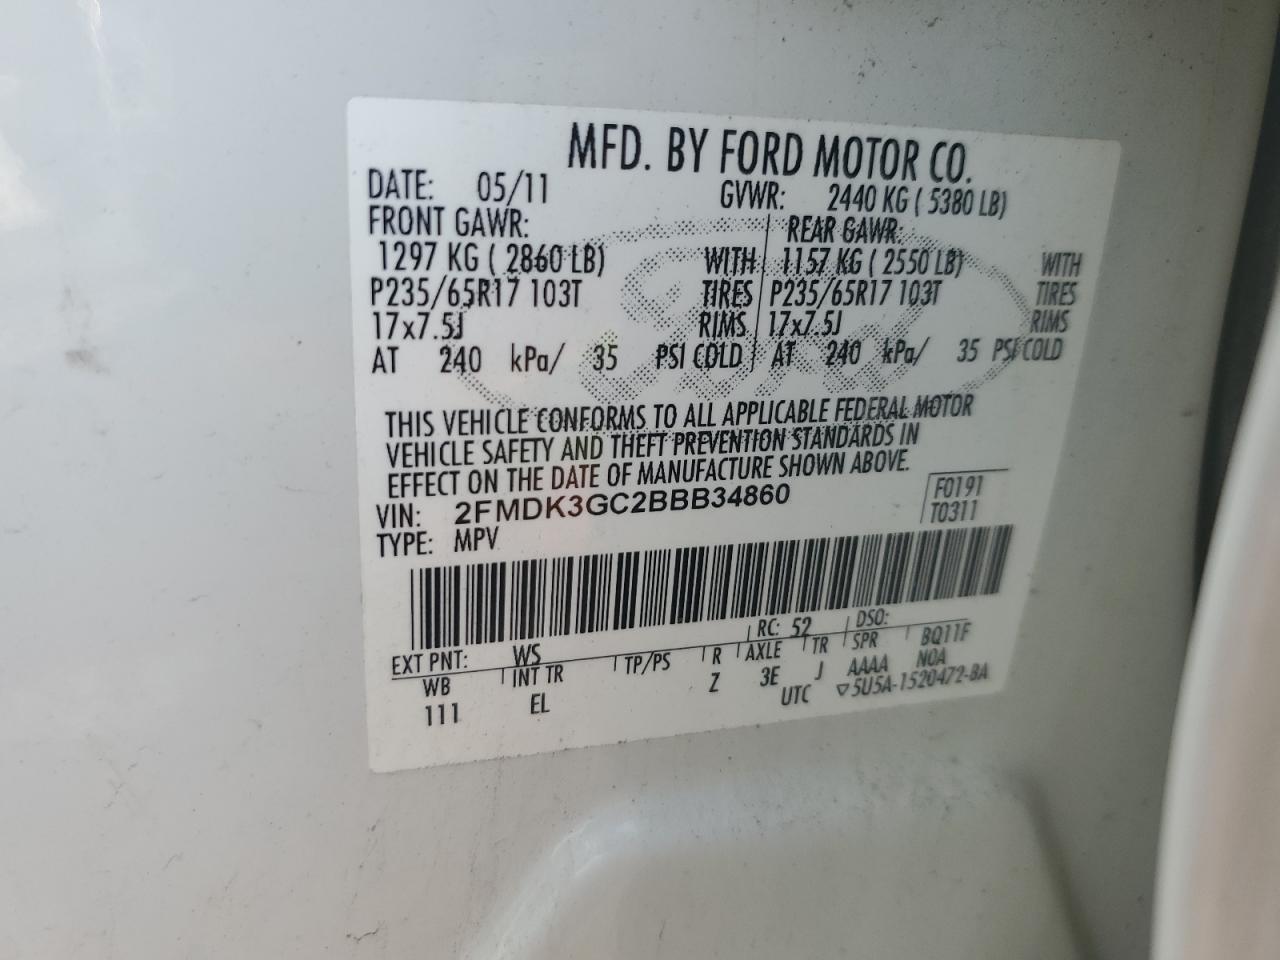 MFD. BY FORD MOTOR CO.
DATE: 05/11 GVWR: 2440 KG ( 5380 LB)
FRONT GAWR: REAR GAWR:
1297 KG ( 2860 LB) WITH 1157 KG ( 2550 LB) WITH
P235/65R17 103T TIRES P235/65R17 103T TIRES
17x7.5J RIMS 17x7.5J RIMS
AT 240 kPa/ 35 PSI COLD AT 240 kPa/ 35 PSI COLD
THIS VEHICLE CONFORMS TO ALL APPLICABLE FEDERAL MOTOR
VEHICLE SAFETY AND THEFT PREVENTION STANDARDS IN
EFFECT ON THE DATE OF MANUFACTURE SHOWN ABOVE.
VIN: 2FMDK3GC2BBB34860 F0191
TYPE: MPV T0311
EXT PNT: WS RC: 52 DSO:
WB INT TR TP/PS R AXLE TR SPR BQ11F
111 EL Z 3E J AAAA NOA
UTC ▽5U5A-1520472-BA